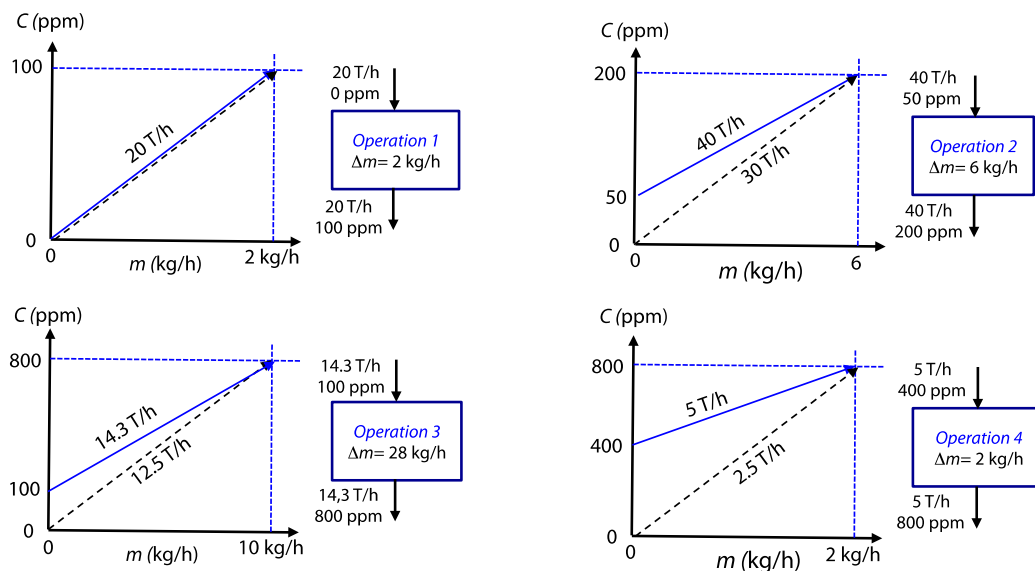 C (ppm)
100
20 T/h
0
0
2 kg/h
m (kg/h)
20 T/h
0 ppm
Operation 1
Δm= 2 kg/h
20 T/h
100 ppm
C (ppm)
200
40 T/h
30 T/h
50
0
0
6
m (kg/h)
40 T/h
50 ppm
Operation 2
Δm= 6 kg/h
40 T/h
200 ppm
C (ppm)
800
14.3 T/h
12.5 T/h
100
0
0
10 kg/h
m (kg/h)
14.3 T/h
100 ppm
Operation 3
Δm= 28 kg/h
14,3 T/h
800 ppm
C (ppm)
800
5 T/h
400
2.5 T/h
0
0
2 kg/h
m (kg/h)
5 T/h
400 ppm
Operation 4
Δm= 2 kg/h
5 T/h
800 ppm